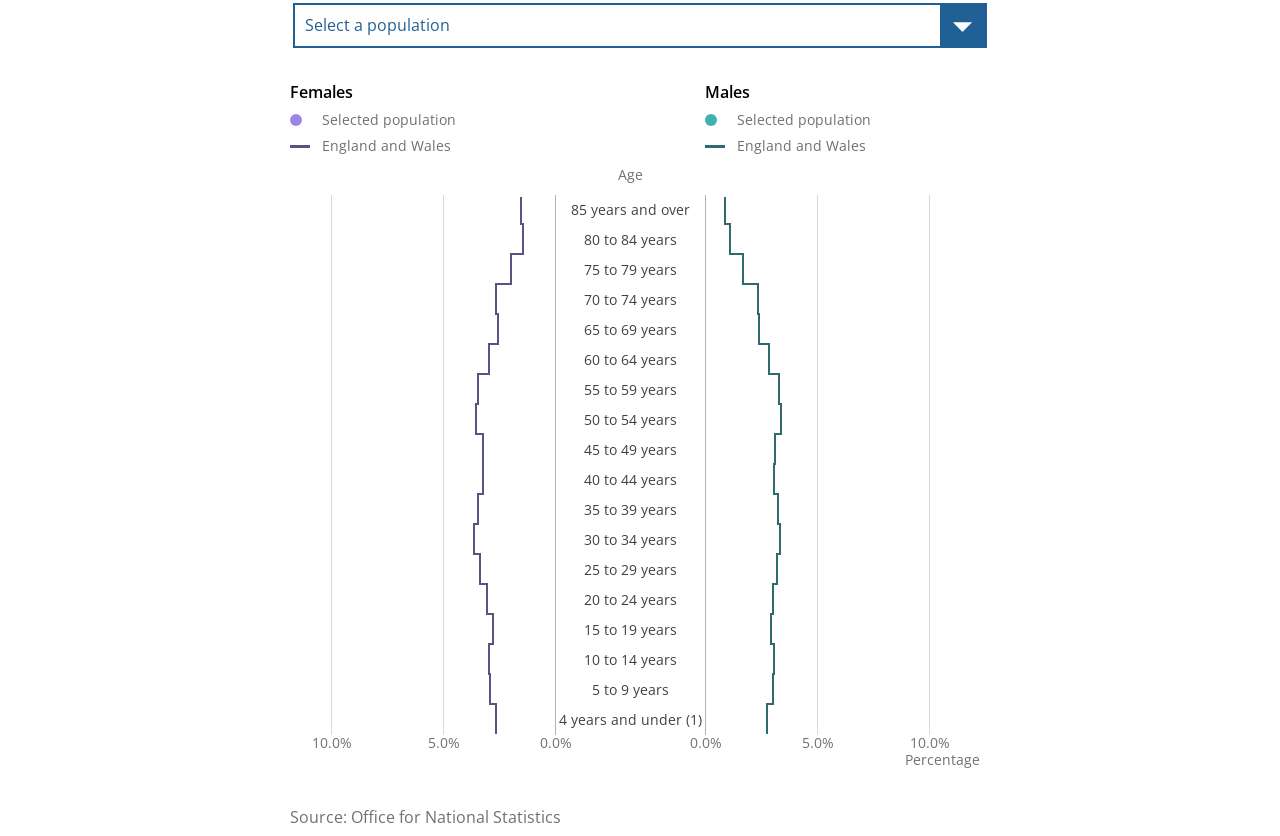 Select a population
Females
Selected population
England and Wales
Males
Selected population
England and Wales
Age
85 years and over
80 to 84 years
75 to 79 years
70 to 74 years
65 to 69 years
60 to 64 years
55 to 59 years
50 to 54 years
45 to 49 years
40 to 44 years
35 to 39 years
30 to 34 years
25 to 29 years
20 to 24 years
15 to 19 years
10 to 14 years
5 to 9 years
4 years and under (1)
10.0% 5.0% 0.0% 0.0% 5.0% 10.0%
Percentage
Source: Office for National Statistics